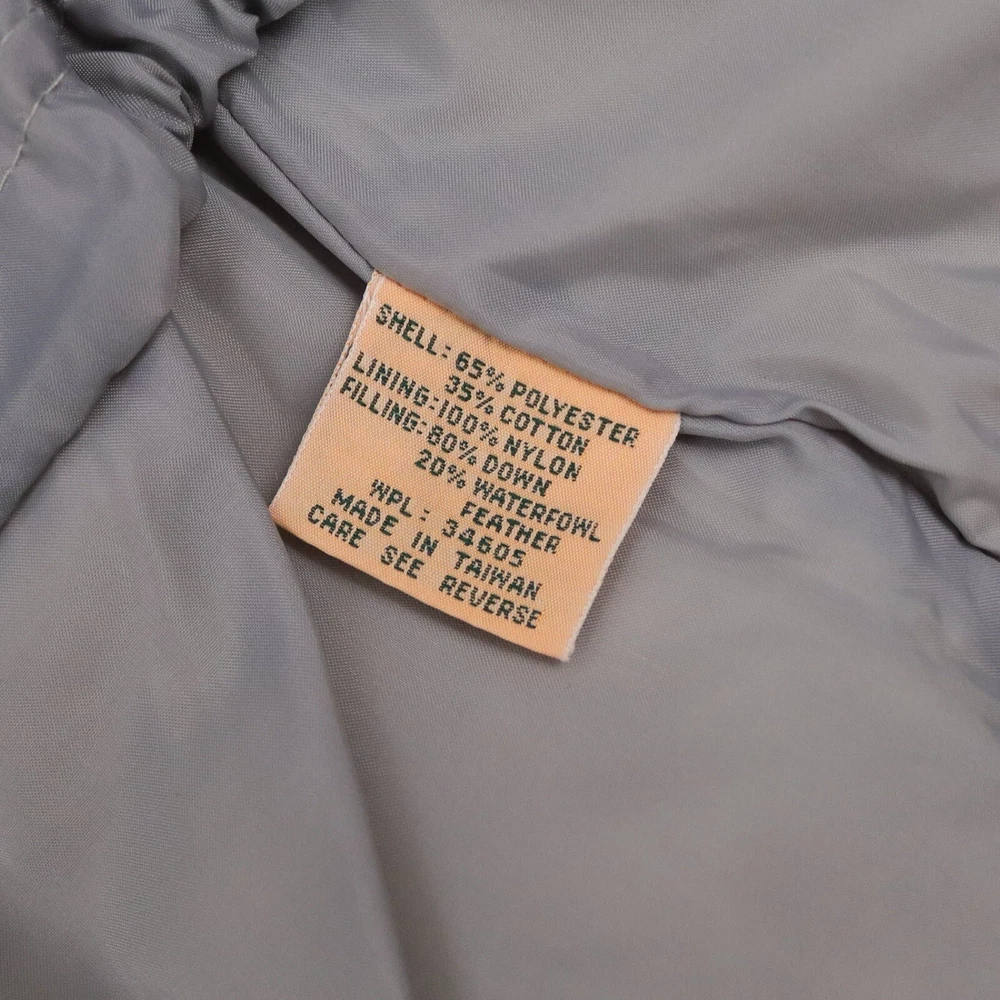 SHELL: 65% POLYESTER
35% COTTON
LINING: 100% NYLON
FILLING: 80% DOWN
20% WATERFOWL
FEATHER
WPL: 34605
MADE IN TAIWAN
CARE SEE REVERSE